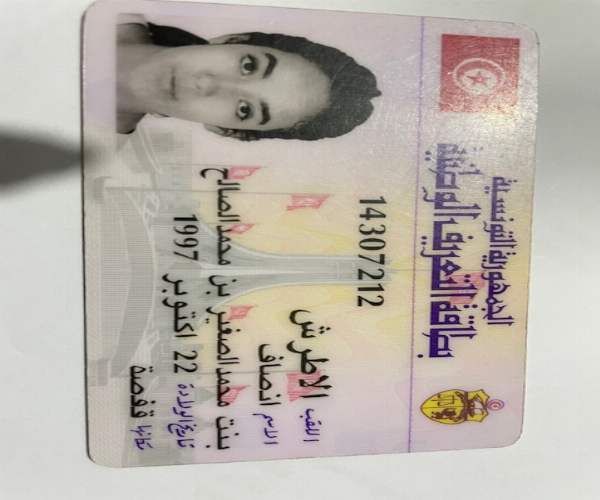 الجمهورية التونسية
بطاقة التعريف الوطنية
14307212
اللقب الاطرش
الاسم انصاف
بنت محمد الصغير بن محمد الصالح
تاريخ الولادة 22 اكتوبر 1997
مكانها قفصة